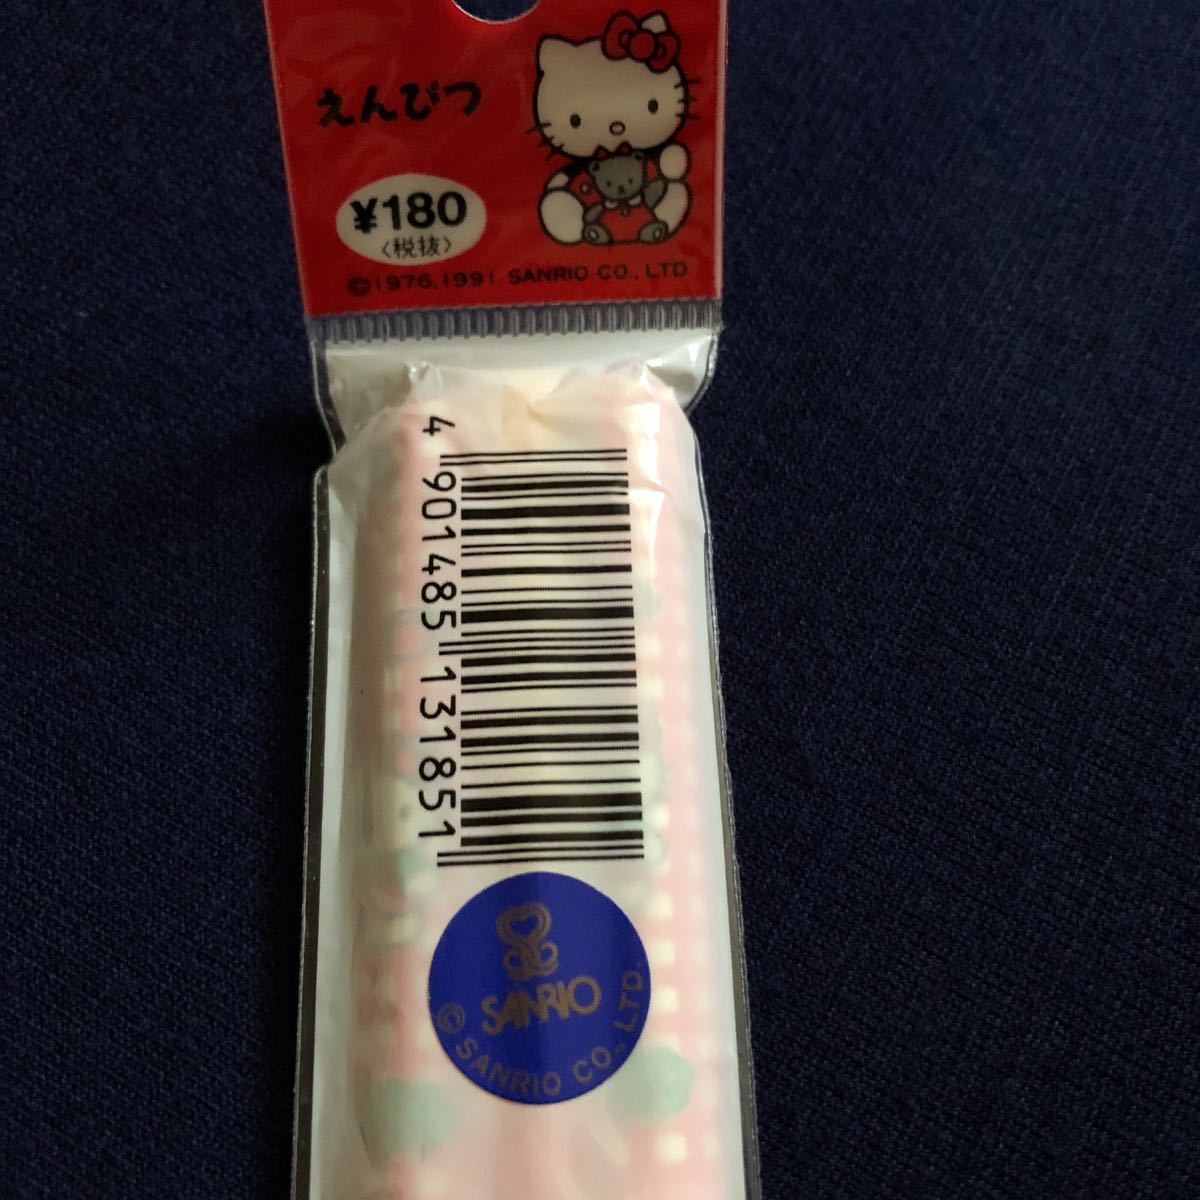 えんぴつ
¥180
〈税抜〉
©1976,1991 SANRIO CO., LTD.
4 901485 131851
SANRIO
© SANRIO CO., LTD.